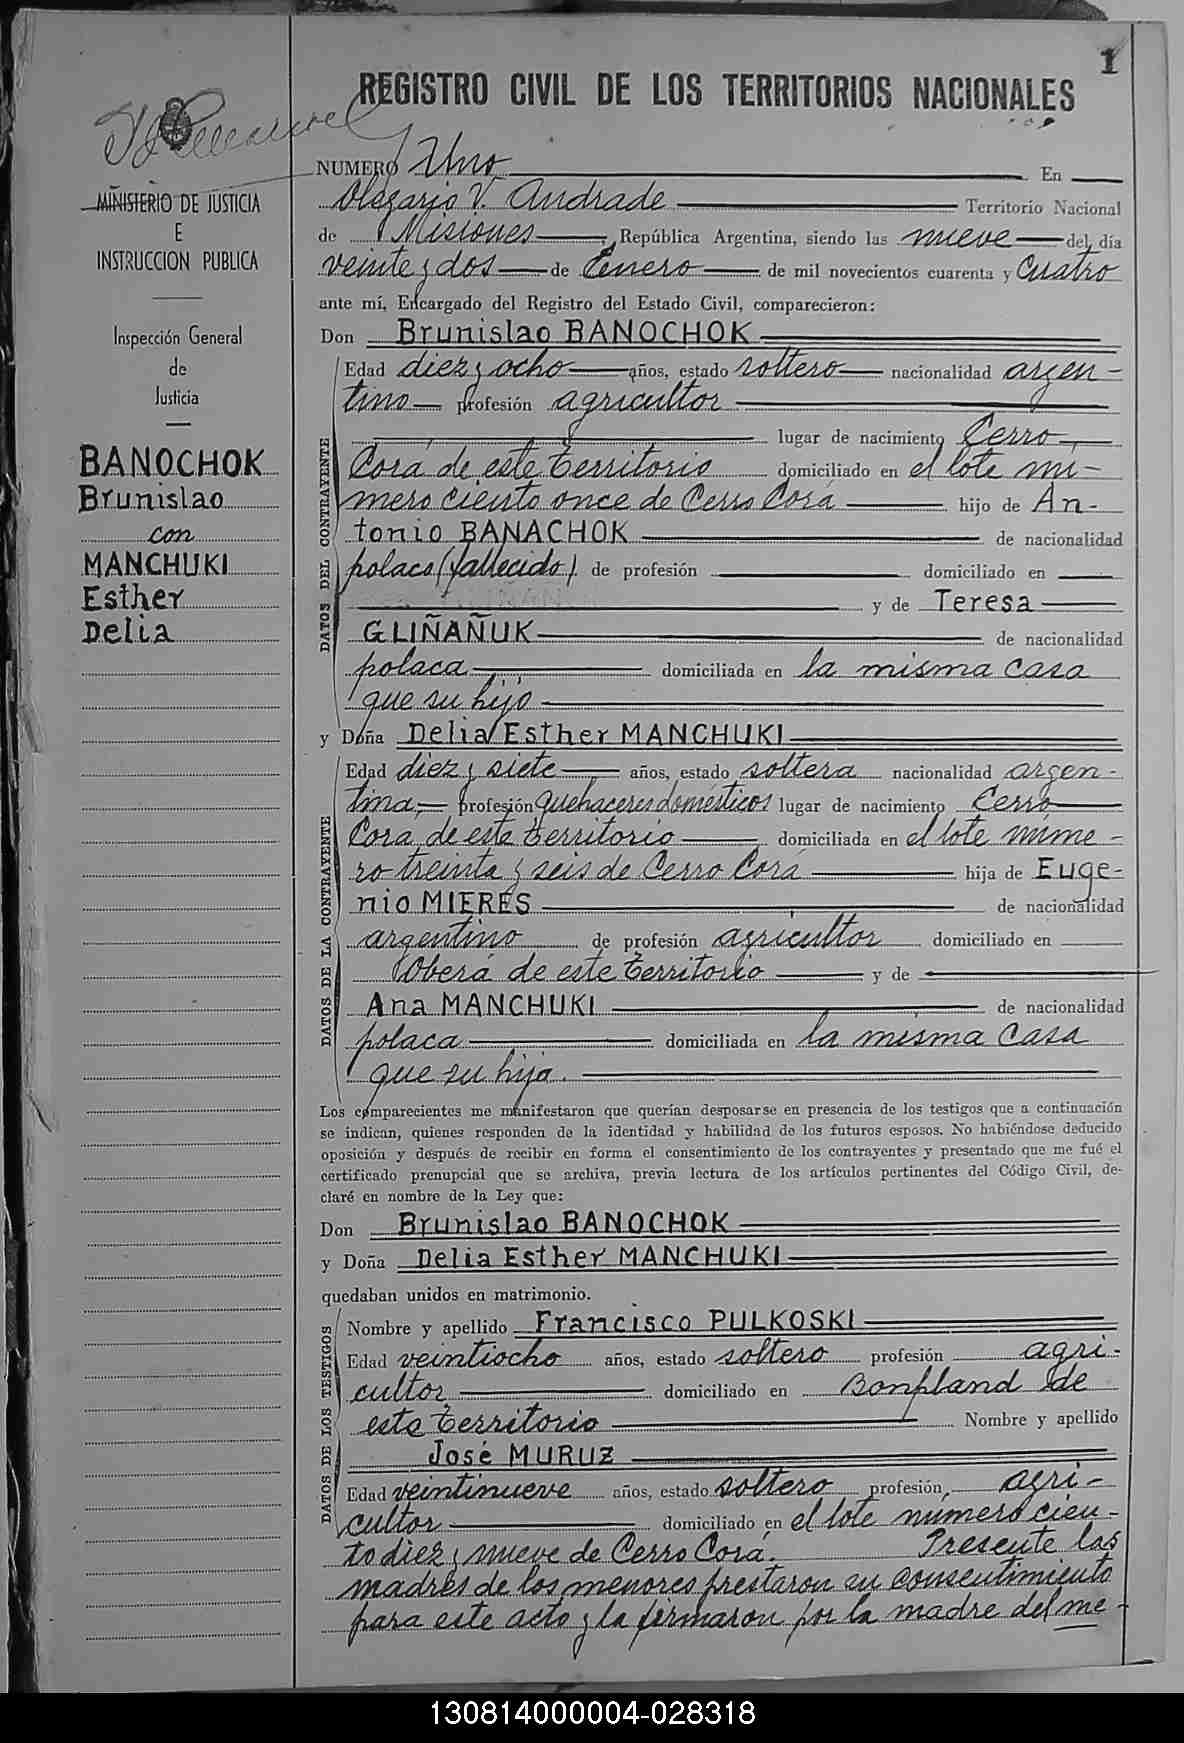 1
REGISTRO CIVIL DE LOS TERRITORIOS NACIONALES
MINISTERIO DE JUSTICIA
E
INSTRUCCION PUBLICA
Inspección General
de
Justicia
BANOCHOK
Brunislao
con
MANCHUKI
Esther
Delia
NUMERO Uno En
Olegario V. Andrade Territorio Nacional
de Misiones, República Argentina, siendo las nueve del día
veinte y dos de Enero de mil novecientos cuarenta y cuatro
ante mí, Encargado del Registro del Estado Civil, comparecieron:
Don Brunislao BANOCHOK
DATOS DEL CONTRAYENTE
Edad diez y ocho años, estado soltero nacionalidad argen-
tino profesión agricultor
lugar de nacimiento Cerro
Corá de este territorio domiciliado en el lote nú-
mero ciento once de Cerro Corá hijo de An-
tonio BANACHOK de nacionalidad
polaco (fallecido) de profesión domiciliado en
y de Teresa
GLIÑAÑUK de nacionalidad
polaca domiciliada en la misma casa
que su hijo
y Doña Delia Esther MANCHUKI
DATOS DE LA CONTRAYENTE
Edad diez y siete años, estado soltera nacionalidad argen-
tina, profesión quehaceres domésticos lugar de nacimiento Cerro
Corá, de este territorio domiciliada en el lote núme-
ro treinta y seis de Cerro Corá hija de Euge-
nio MIERES de nacionalidad
argentino de profesión agricultor domiciliado en
Oberá de este territorio y de
Ana MANCHUKI de nacionalidad
polaca domiciliada en la misma casa
que su hija.
Los comparecientes me manifestaron que querían desposarse en presencia de los testigos que a continuación
se indican, quienes responden de la identidad y habilidad de los futuros esposos. No habiéndose deducido
oposición y después de recibir en forma el consentimiento de los contrayentes y presentado que me fué el
certificado prenupcial que se archiva, previa lectura de los artículos pertinentes del Código Civil, de-
claré en nombre de la Ley que:
Don Brunislao BANOCHOK
y Doña Delia Esther MANCHUKI
quedaban unidos en matrimonio.
DATOS DE LOS TESTIGOS
Nombre y apellido Francisco PULKOSKI
Edad veintiocho años, estado soltero profesión agri-
cultor domiciliado en Bonpland de
este territorio Nombre y apellido
José MURUZ
Edad veintinueve años, estado soltero profesión, agri-
cultor domiciliado en el lote número cien-
to diez y nueve de Cerro Corá. Presente las
madres de los menores prestaron su consentimiento
para este acto y la firmaron por la madre del me-
130814000004-028318